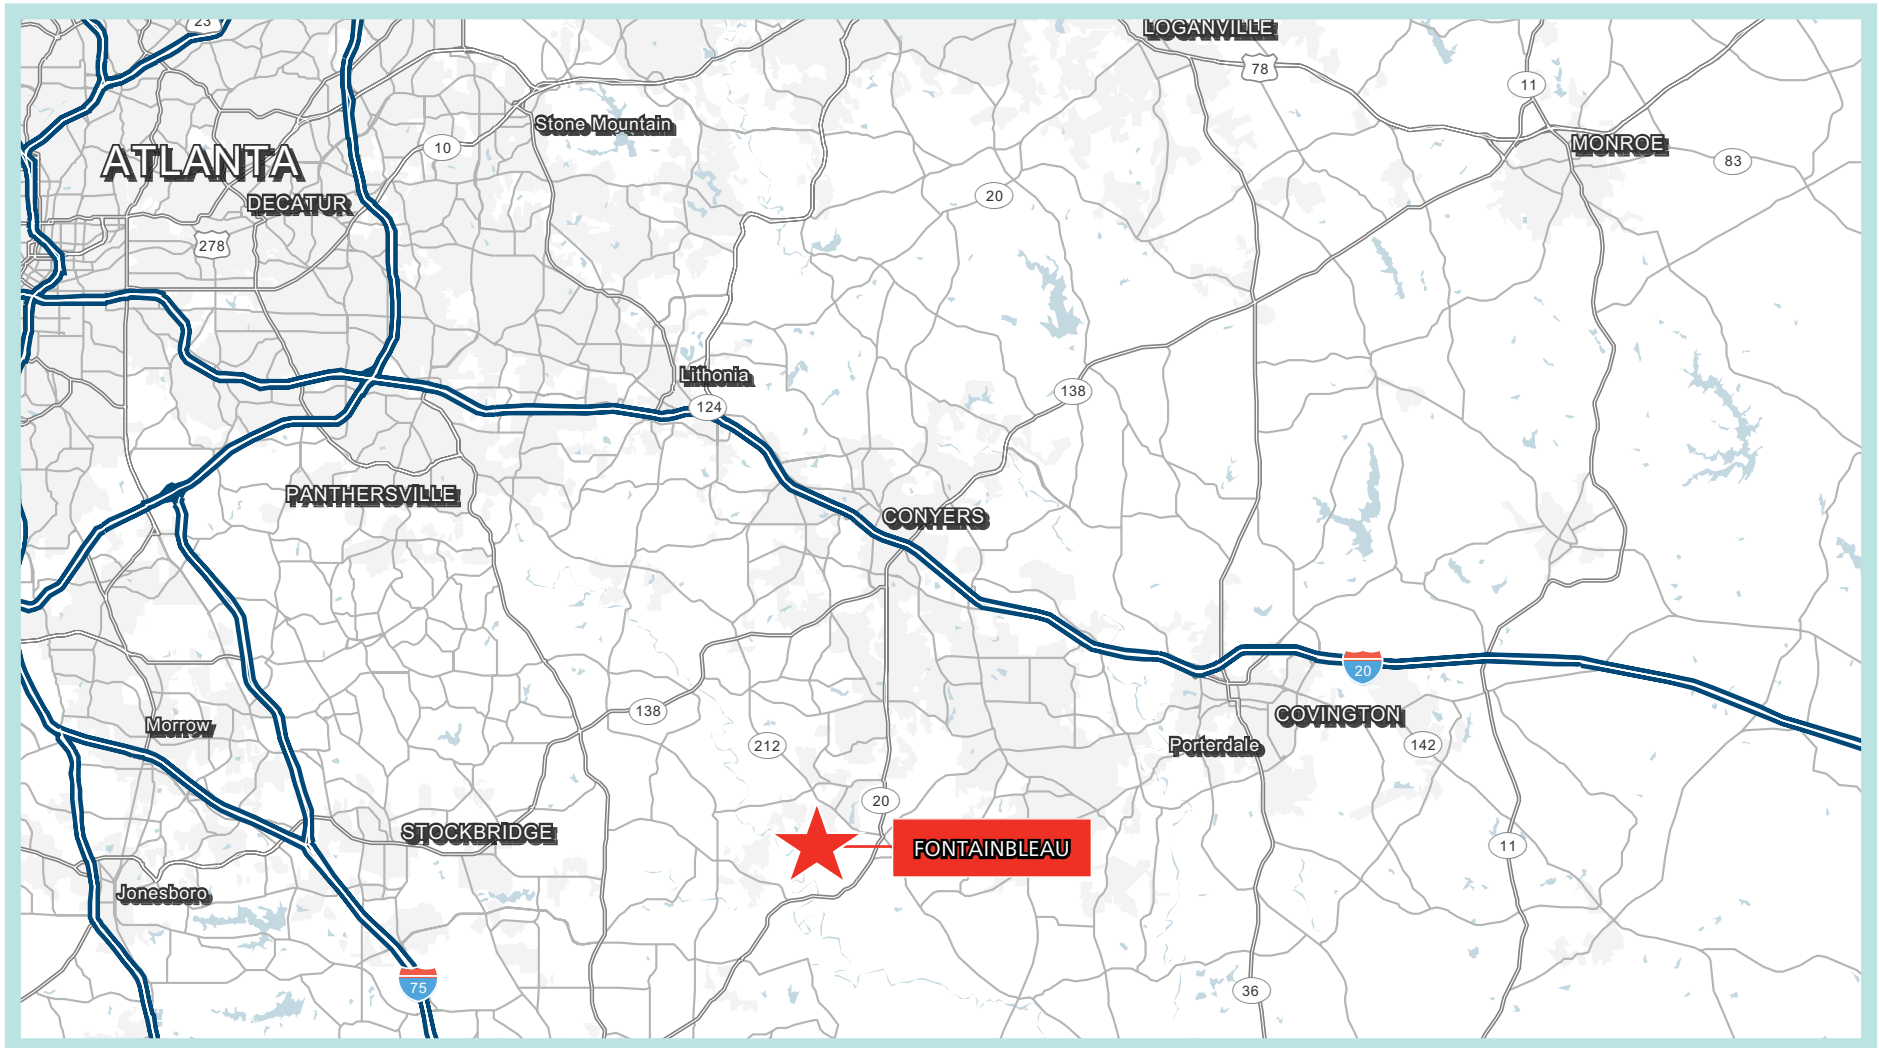 23
LOGANVILLE
78
11
Stone Mountain
10
MONROE
ATLANTA
83
20
DECATUR
278
Lithonia
138
124
PANTHERSVILLE
CONYERS
20
138
COVINGTON
Morrow
212
Porterdale
142
20
STOCKBRIDGE
FONTAINBLEAU
11
Jonesboro
75
36